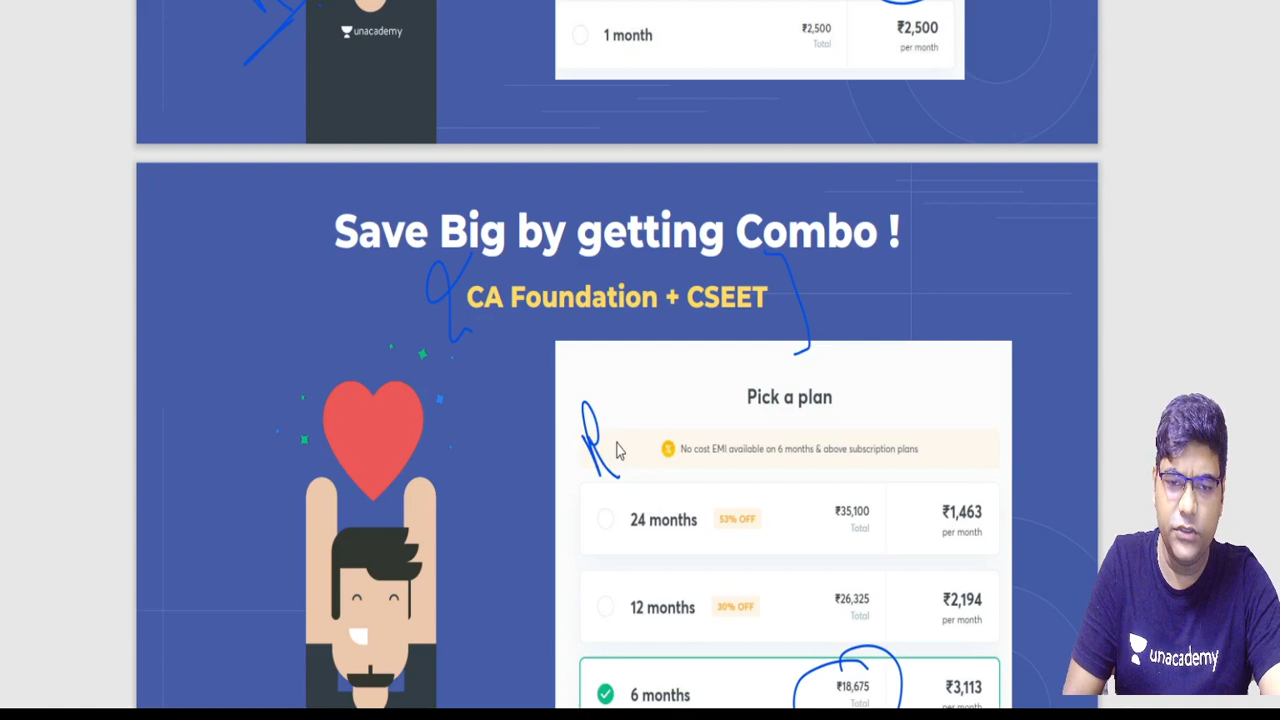 unacademy
1 month
₹2,500
Total
₹2,500
per month
Save Big by getting Combo !
CA Foundation + CSEET
Pick a plan
No cost EMI available on 6 months & above subscription plans
24 months
53% OFF
₹35,100
Total
₹1,463
per month
12 months
30% OFF
₹26,325
Total
₹2,194
per month
6 months
₹18,675
Total
₹3,113
per month
unacademy